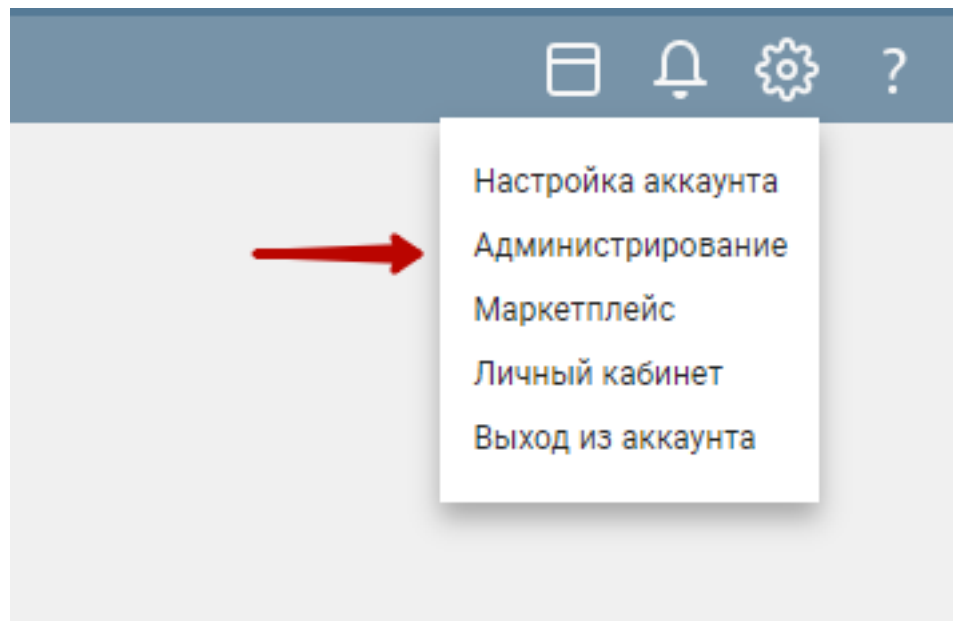 ?
Настройка аккаунта
Администрирование
Маркетплейс
Личный кабинет
Выход из аккаунта